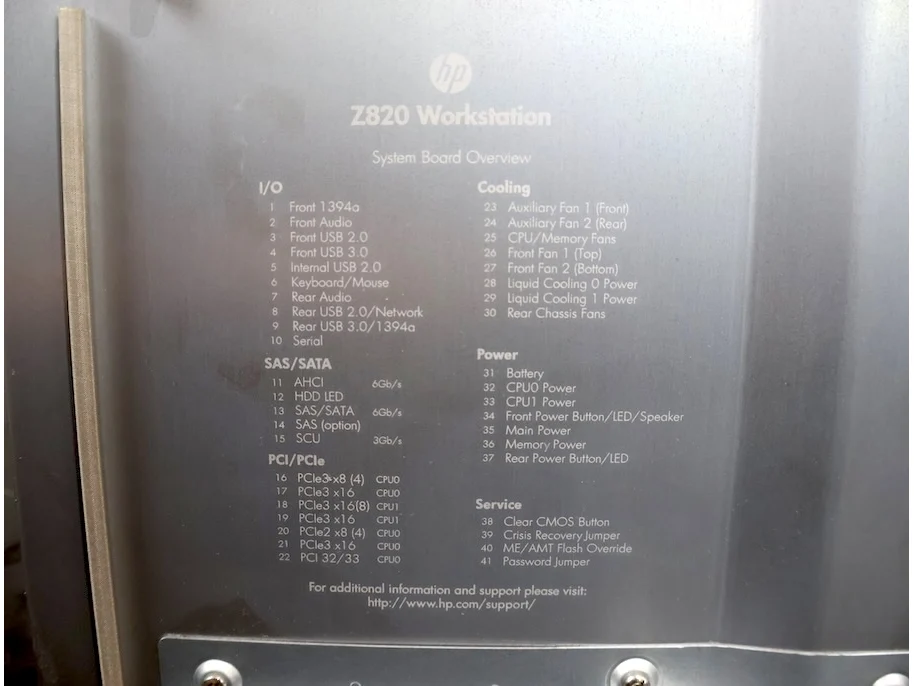 hp
Z820 Workstation
System Board Overview
I/O
1 Front 1394a
2 Front Audio
3 Front USB 2.0
4 Front USB 3.0
5 Internal USB 2.0
6 Keyboard/Mouse
7 Rear Audio
8 Rear USB 2.0/Network
9 Rear USB 3.0/1394a
10 Serial
SAS/SATA
11 AHCI 6Gb/s
12 HDD LED
13 SAS/SATA 6Gb/s
14 SAS (option)
15 SCU 3Gb/s
PCI/PCIe
16 PCIe3 x8 (4) CPU0
17 PCIe3 x16 CPU0
18 PCIe3 x16(8) CPU1
19 PCIe3 x16 CPU1
20 PCIe2 x8 (4) CPU0
21 PCIe3 x16 CPU0
22 PCI 32/33 CPU0
Cooling
23 Auxiliary Fan 1 (Front)
24 Auxiliary Fan 2 (Rear)
25 CPU/Memory Fans
26 Front Fan 1 (Top)
27 Front Fan 2 (Bottom)
28 Liquid Cooling 0 Power
29 Liquid Cooling 1 Power
30 Rear Chassis Fans
Power
31 Battery
32 CPU0 Power
33 CPU1 Power
34 Front Power Button/LED/Speaker
35 Main Power
36 Memory Power
37 Rear Power Button/LED
Service
38 Clear CMOS Button
39 Crisis Recovery Jumper
40 ME/AMT Flash Override
41 Password Jumper
For additional information and support please visit:
http://www.hp.com/support/